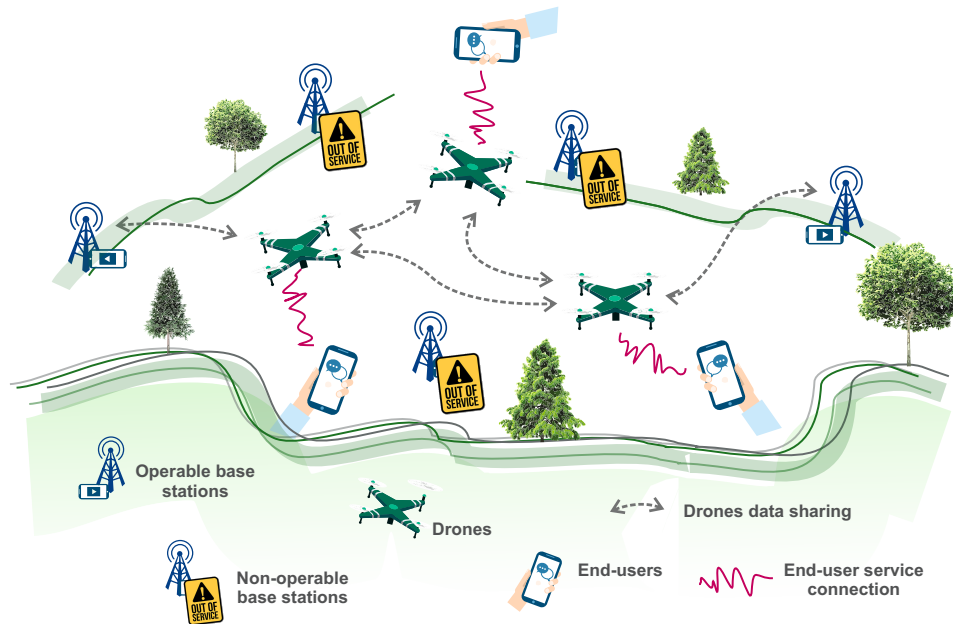 OUT OF
SERVICE
OUT OF
SERVICE
OUT OF
SERVICE
Operable base
stations
Drones
Drones data sharing
Non-operable
base stations
OUT OF
SERVICE
End-users
End-user service
connection